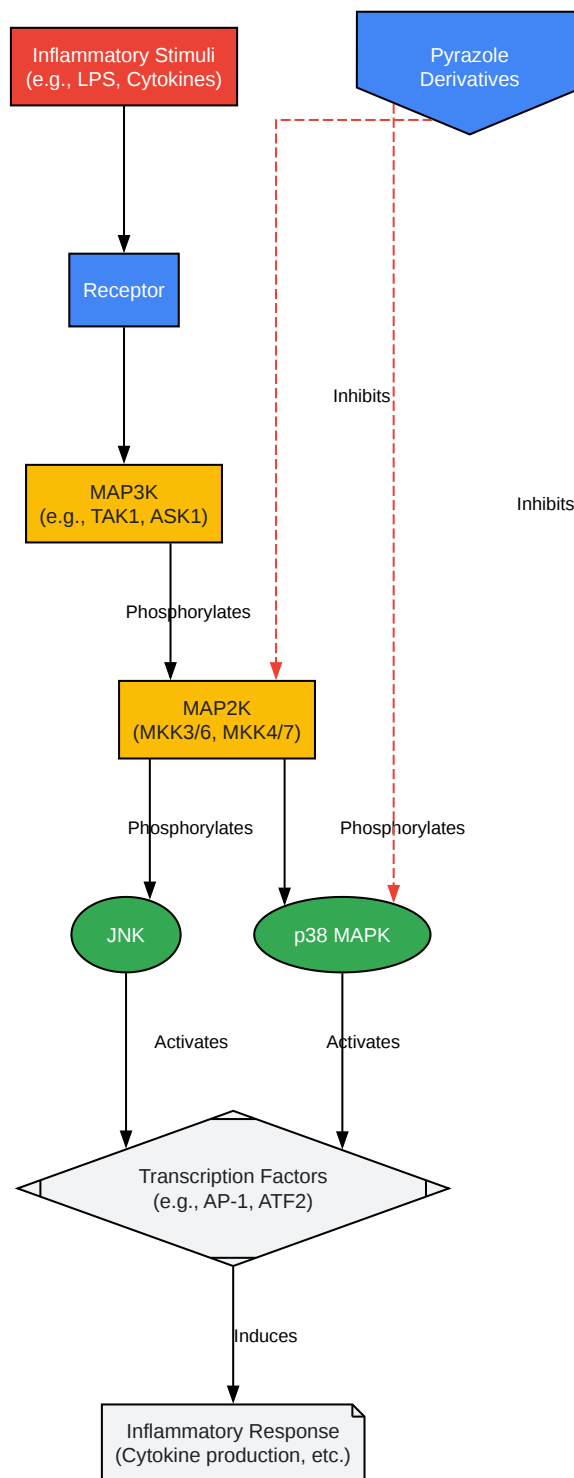 Inflammatory Stimuli
(e.g., LPS, Cytokines)
Pyrazole
Derivatives
Receptor
Inhibits
MAP3K
(e.g., TAK1, ASK1)
Inhibits
Phosphorylates
MAP2K
(MKK3/6, MKK4/7)
Phosphorylates
Phosphorylates
JNK
p38 MAPK
Activates
Activates
Transcription Factors
(e.g., AP-1, ATF2)
Induces
Inflammatory Response
(Cytokine production, etc.)